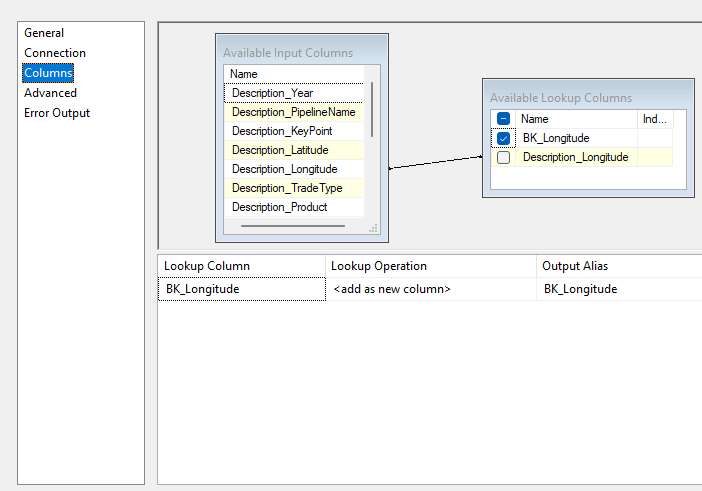 General
Connection
Columns
Advanced
Error Output
Available Input Columns
Name
Description_Year
Description_PipelineName
Description_KeyPoint
Description_Latitude
Description_Longitude
Description_TradeType
Description_Product
Available Lookup Columns
Name Ind...
BK_Longitude
Description_Longitude
Lookup Column Lookup Operation Output Alias
BK_Longitude <add as new column> BK_Longitude